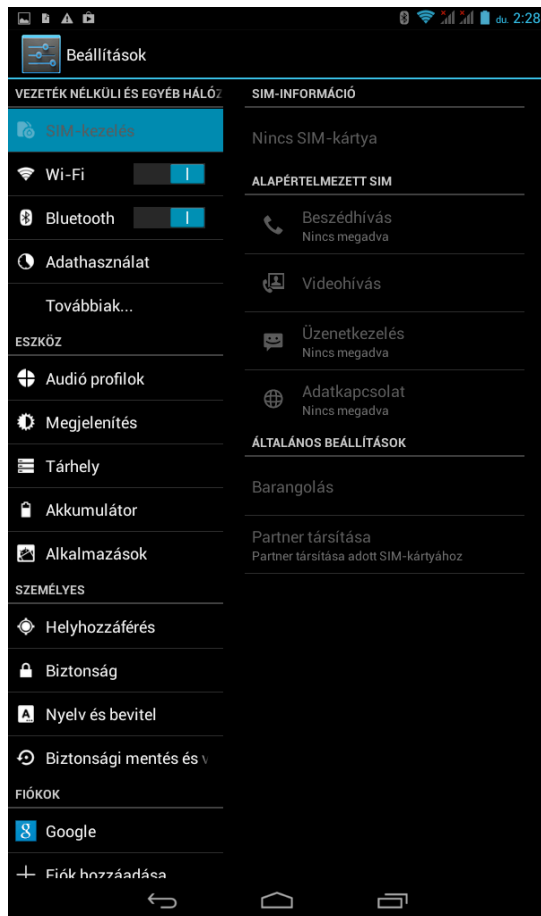 du. 2:28
Beállítások
VEZETÉK NÉLKÜLI ÉS EGYÉB HÁLÓZ
SIM-kezelés
Wi-Fi
Bluetooth
Adathasználat
Továbbiak...
ESZKÖZ
Audió profilok
Megjelenítés
Tárhely
Akkumulátor
Alkalmazások
SZEMÉLYES
Helyhozzáférés
Biztonság
Nyelv és bevitel
Biztonsági mentés és v
FIÓKOK
Google
Fiók hozzáadása
SIM-INFORMÁCIÓ
Nincs SIM-kártya
ALAPÉRTELMEZETT SIM
Beszédhívás
Nincs megadva
Videohívás
Üzenetkezelés
Nincs megadva
Adatkapcsolat
Nincs megadva
ÁLTALÁNOS BEÁLLÍTÁSOK
Barangolás
Partner társítása
Partner társítása adott SIM-kártyához